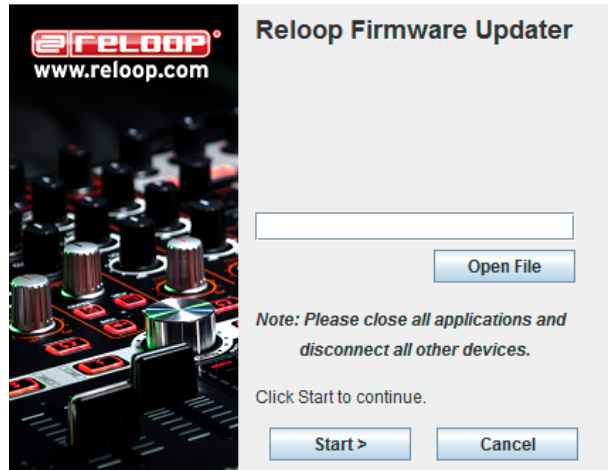 RELOOP
www.reloop.com
Reloop Firmware Updater
Open File
Note: Please close all applications and
disconnect all other devices.
Click Start to continue.
Start >
Cancel